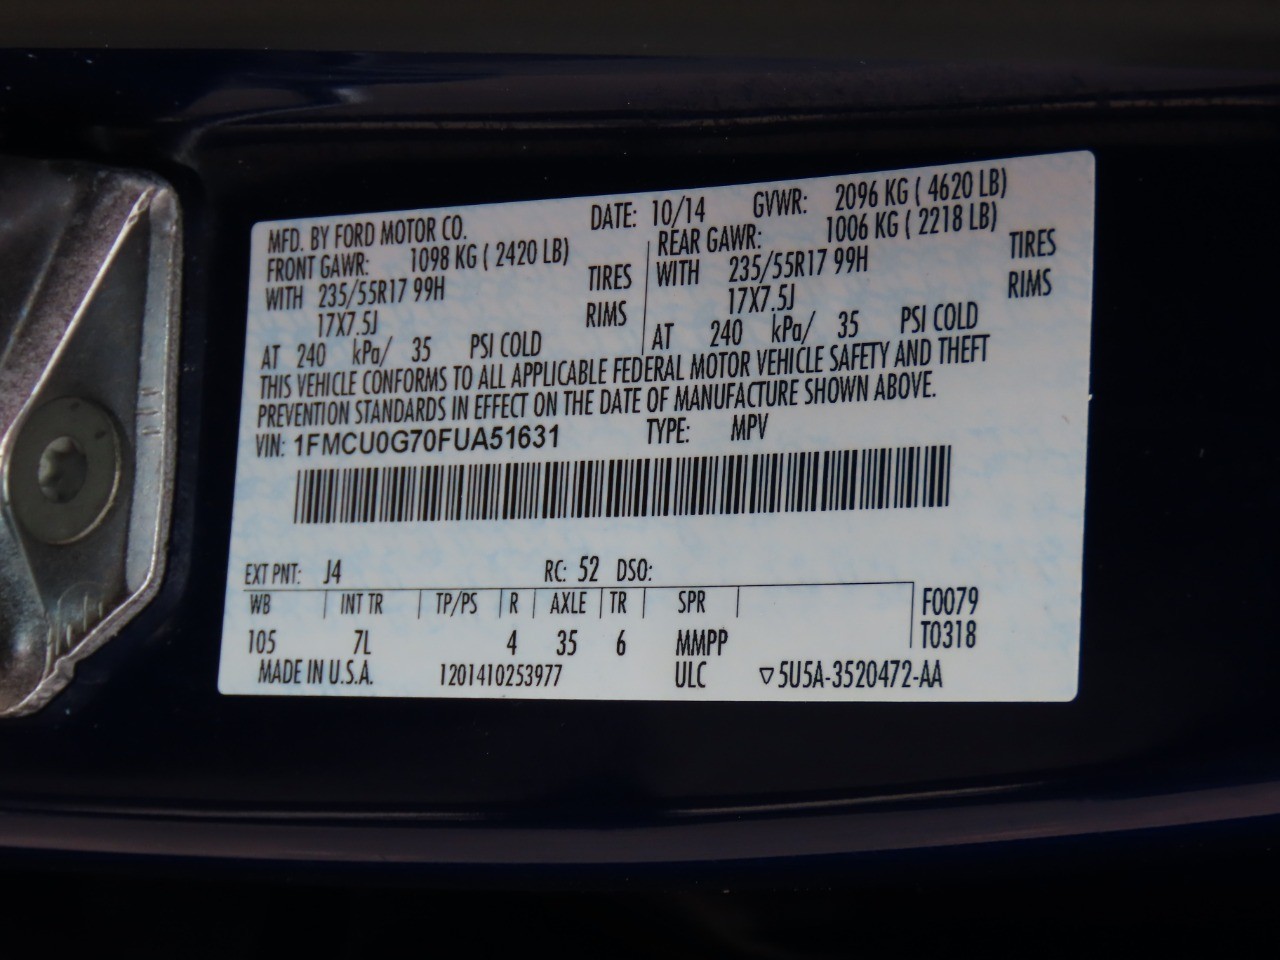 MFD. BY FORD MOTOR CO. DATE: 10/14 GVWR: 2096 KG ( 4620 LB)
FRONT GAWR: 1098 KG ( 2420 LB) REAR GAWR: 1006 KG ( 2218 LB)
WITH 235/55R17 99H TIRES WITH 235/55R17 99H TIRES
17X7.5J RIMS 17X7.5J RIMS
AT 240 kPa/ 35 PSI COLD AT 240 kPa/ 35 PSI COLD
THIS VEHICLE CONFORMS TO ALL APPLICABLE FEDERAL MOTOR VEHICLE SAFETY AND THEFT
PREVENTION STANDARDS IN EFFECT ON THE DATE OF MANUFACTURE SHOWN ABOVE.
VIN: 1FMCU0G70FUA51631 TYPE: MPV
EXT PNT: J4 RC: 52 DSO:
WB INT TR TP/PS R AXLE TR SPR F0079
105 7L 4 35 6 MMPP T0318
MADE IN U.S.A. 1201410253977 ULC ▽5U5A-3520472-AA